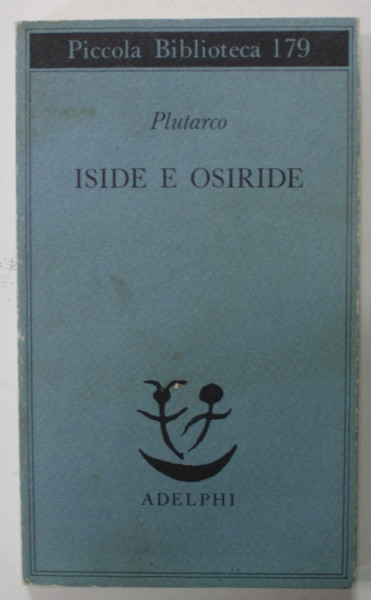 Piccola Biblioteca 179
Plutarco
ISIDE E OSIRIDE
ADELPHI